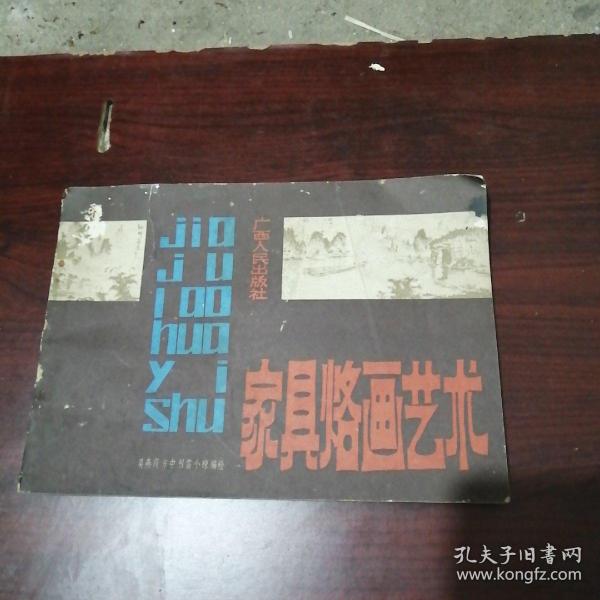 jia
ju
lao
hua
yi
shu
广西人民出版社
家具烙画艺术
孔夫子旧书网
www.kongfz.com